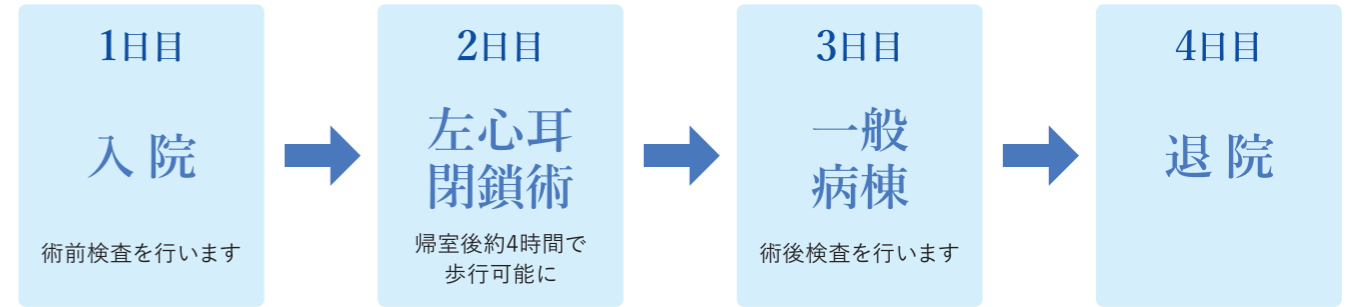 1日目
入院
術前検査を行います
2日目
左心耳
閉鎖術
帰室後約4時間で
歩行可能に
3日目
一般
病棟
術後検査を行います
4日目
退院